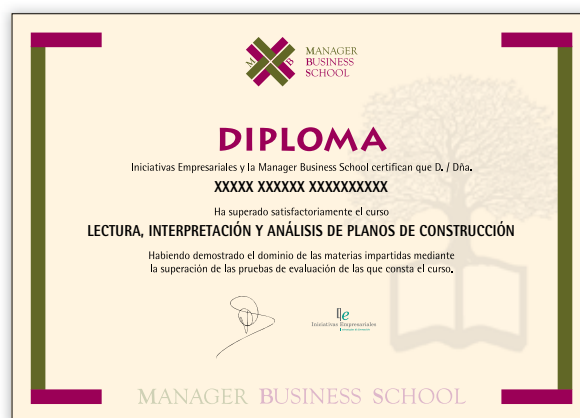 M B
MANAGER
BUSINESS
SCHOOL
DIPLOMA
Iniciativas Empresariales y la Manager Business School certifican que D. / Dña.
XXXXX XXXXXX XXXXXXXXXX
Ha superado satisfactoriamente el curso
LECTURA, INTERPRETACIÓN Y ANÁLISIS DE PLANOS DE CONSTRUCCIÓN
Habiendo demostrado el dominio de las materias impartidas mediante
la superación de las pruebas de evaluación de las que consta el curso.
Ie
Iniciativas Empresariales
MANAGER BUSINESS SCHOOL